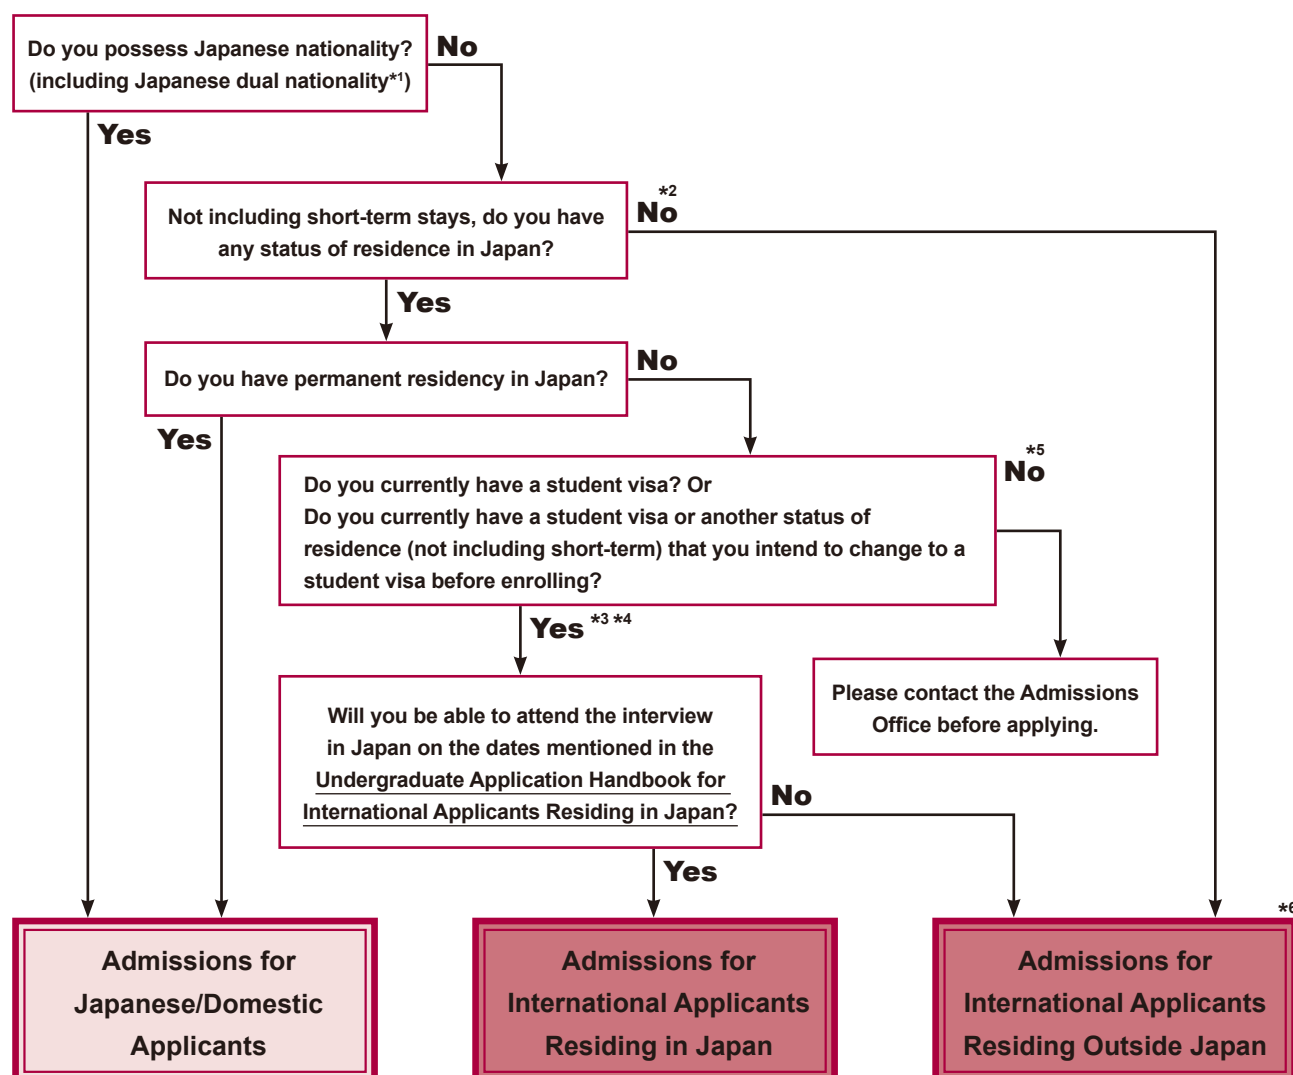 Do you possess Japanese nationality?
(including Japanese dual nationality*1)
No
Yes
Not including short-term stays, do you have
any status of residence in Japan?
*2
No
Yes
Do you have permanent residency in Japan?
No
Yes
Do you currently have a student visa? Or
Do you currently have a student visa or another status of
residence (not including short-term) that you intend to change to a
student visa before enrolling?
*5
No
Yes *3 *4
Please contact the Admissions
Office before applying.
Will you be able to attend the interview
in Japan on the dates mentioned in the
Undergraduate Application Handbook for
International Applicants Residing in Japan?
No
Yes
Admissions for
Japanese/Domestic
Applicants
Admissions for
International Applicants
Residing in Japan
*6
Admissions for
International Applicants
Residing Outside Japan